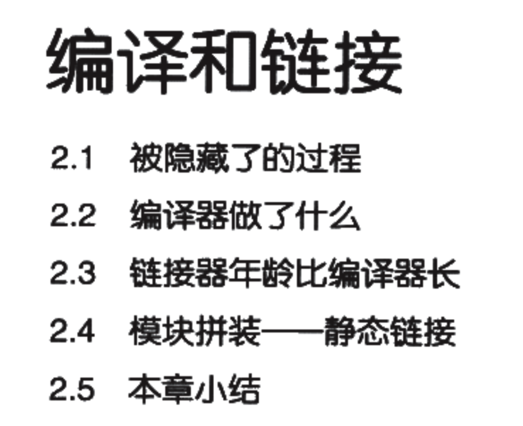 编译和链接
2.1 被隐藏了的过程
2.2 编译器做了什么
2.3 链接器年龄比编译器长
2.4 模块拼装——静态链接
2.5 本章小结